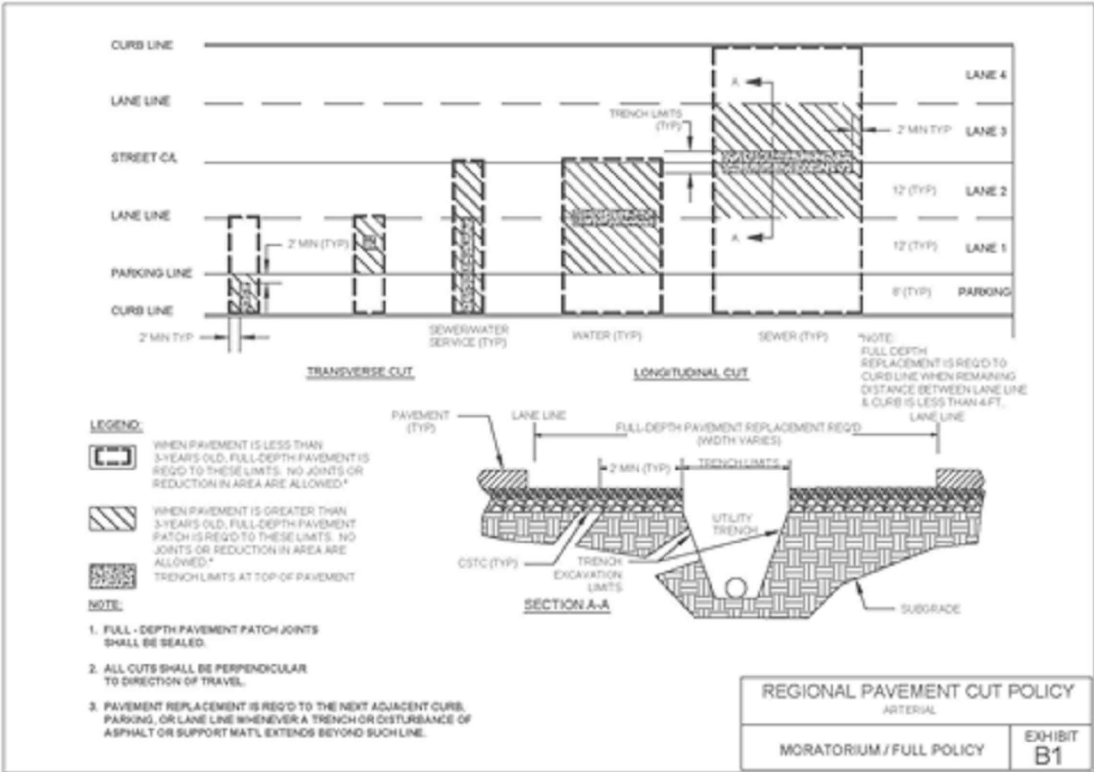 CURB LINE
LANE LINE
STREET C/L
LANE LINE
PARKING LINE
CURB LINE
2' MIN TYP
2' MIN (TYP)
TRENCH LIMITS
(TYP)
A
A
2' MIN TYP
LANE 4
LANE 3
12' (TYP) LANE 2
12' (TYP) LANE 1
8' (TYP) PARKING
SEWER/WATER
SERVICE (TYP)
WATER (TYP)
SEWER (TYP)
TRANSVERSE CUT
LONGITUDINAL CUT
*NOTE:
FULL DEPTH
REPLACEMENT IS REQ'D TO
CURB LINE WHEN REMAINING
DISTANCE BETWEEN LANE LINE
& CURB IS LESS THAN 4-FT.
LEGEND:
WHEN PAVEMENT IS LESS THAN
3-YEARS OLD, FULL-DEPTH PAVEMENT IS
REQ'D TO THESE LIMITS. NO JOINTS OR
REDUCTION IN AREA ARE ALLOWED.*
WHEN PAVEMENT IS GREATER THAN
3-YEARS OLD, FULL-DEPTH PAVEMENT
PATCH IS REQ'D TO THESE LIMITS. NO
JOINTS OR REDUCTION IN AREA ARE
ALLOWED.*
TRENCH LIMITS AT TOP OF PAVEMENT
PAVEMENT
(TYP)
LANE LINE
LANE LINE
FULL-DEPTH PAVEMENT REPLACEMENT REQ'D
(WIDTH VARIES)
2' MIN (TYP)
TRENCH LIMITS
UTILITY
TRENCH
CSTC (TYP)
TRENCH
EXCAVATION
LIMITS
SUBGRADE
SECTION A-A
NOTE:
1. FULL - DEPTH PAVEMENT PATCH JOINTS
SHALL BE SEALED.
2. ALL CUTS SHALL BE PERPENDICULAR
TO DIRECTION OF TRAVEL.
3. PAVEMENT REPLACEMENT IS REQ'D TO THE NEXT ADJACENT CURB,
PARKING, OR LANE LINE WHENEVER A TRENCH OR DISTURBANCE OF
ASPHALT OR SUPPORT MAT'L EXTENDS BEYOND SUCH LINE.
REGIONAL PAVEMENT CUT POLICY
ARTERIAL
MORATORIUM / FULL POLICY
EXHIBIT
B1